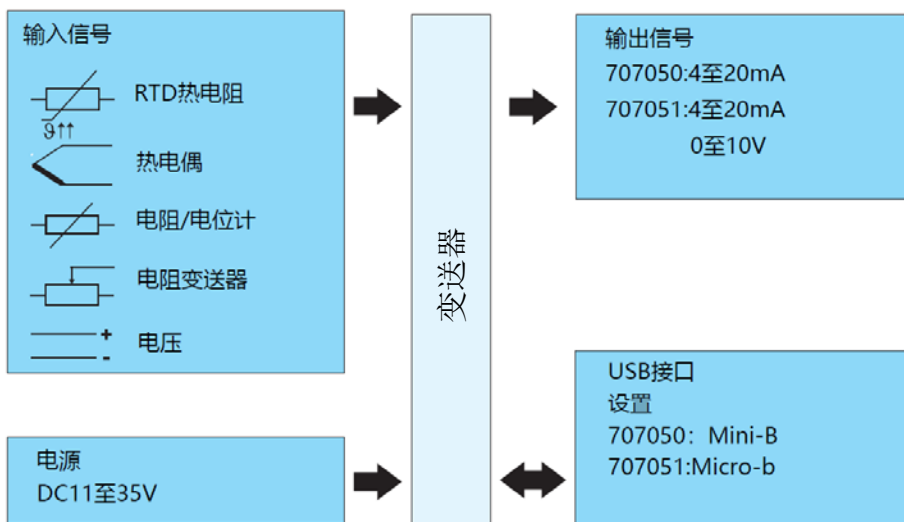 输入信号
RTD热电阻
ϑ↑↑
热电偶
电阻/电位计
电阻变送器
+
电压
-
电源
DC11至35V
变送器
输出信号
707050:4至20mA
707051:4至20mA
0至10V
USB接口
设置
707050：Mini-B
707051:Micro-b